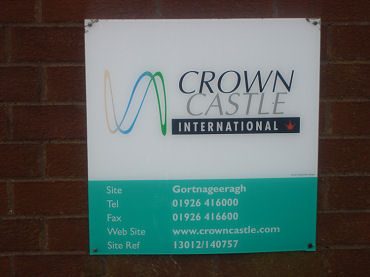 CROWN
CASTLE
INTERNATIONAL
Site Gortnageeragh
Tel 01926 416000
Fax 01926 416600
Web Site www.crowncastle.com
Site Ref 13012/140757